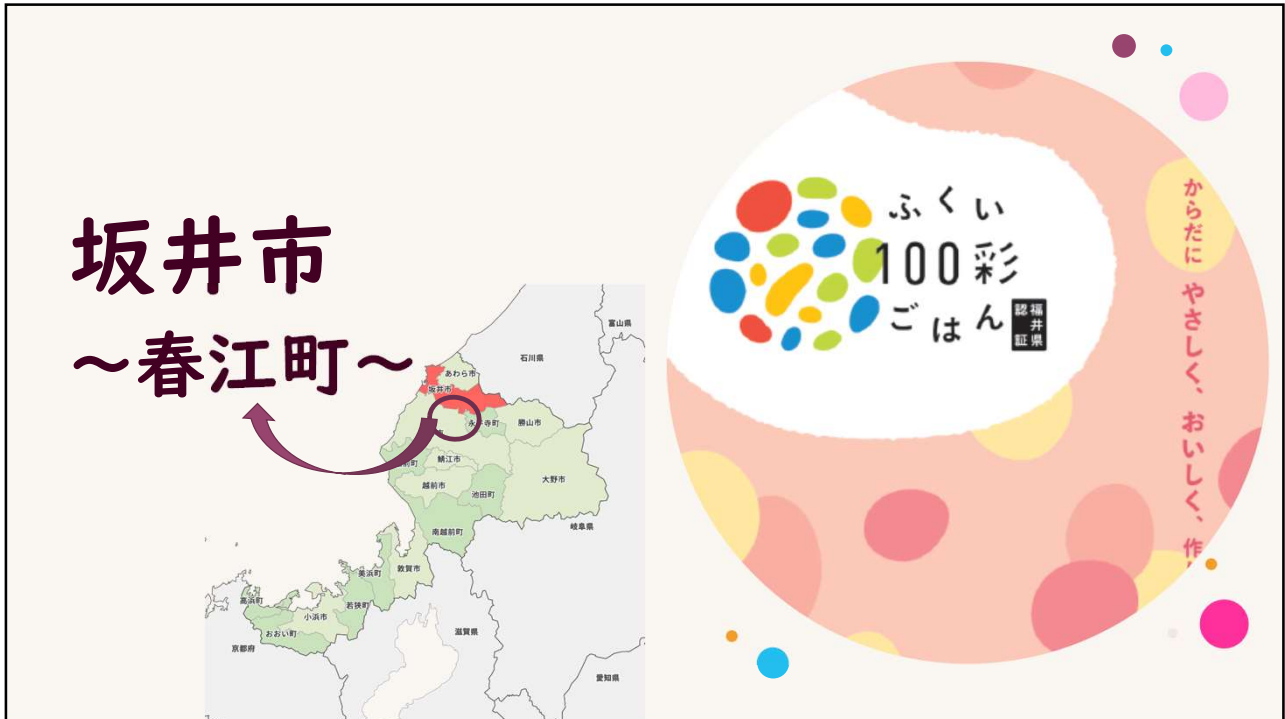 坂井市
～春江町～
ふくい
100彩
ごはん
福井県
認証
からだに やさしく、おいしく、作
富山県
石川県
あわら市
坂井市
永平寺町
勝山市
鯖江市
大野市
越前市
池田町
岐阜県
南越前町
敦賀市
美浜町
若狭町
高浜町
小浜市
おおい町
京都府
滋賀県
愛知県